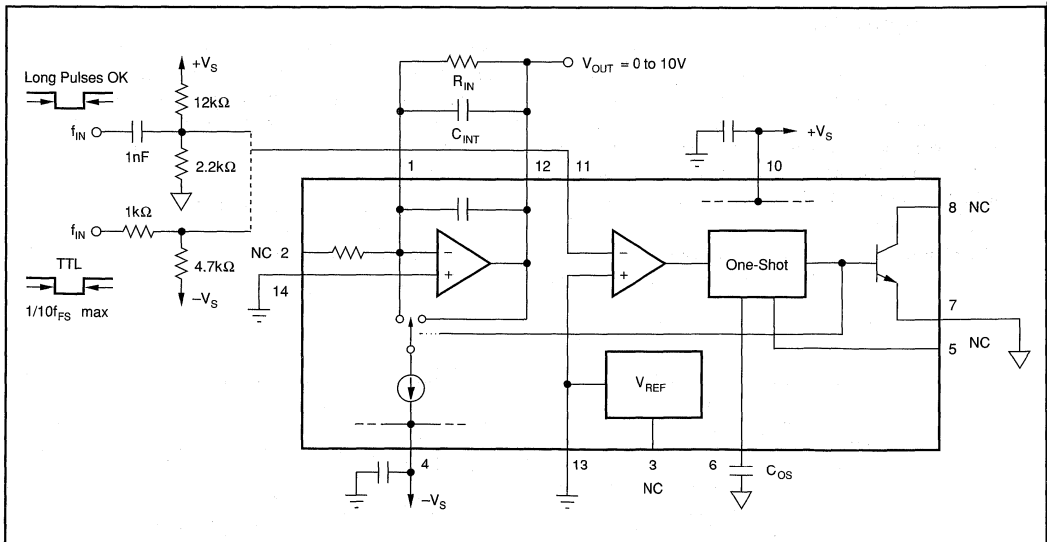 +V_S
Long Pulses OK
12kΩ
f_IN
1nF
2.2kΩ
f_IN
1kΩ
4.7kΩ
TTL
1/10f_FS max
−V_S
R_IN
V_OUT = 0 to 10V
C_INT
1
12
11
+V_S
10
NC 2
14
−
+
−
+
One-Shot
8 NC
7
5 NC
V_REF
4
−V_S
13
3
NC
6
C_OS